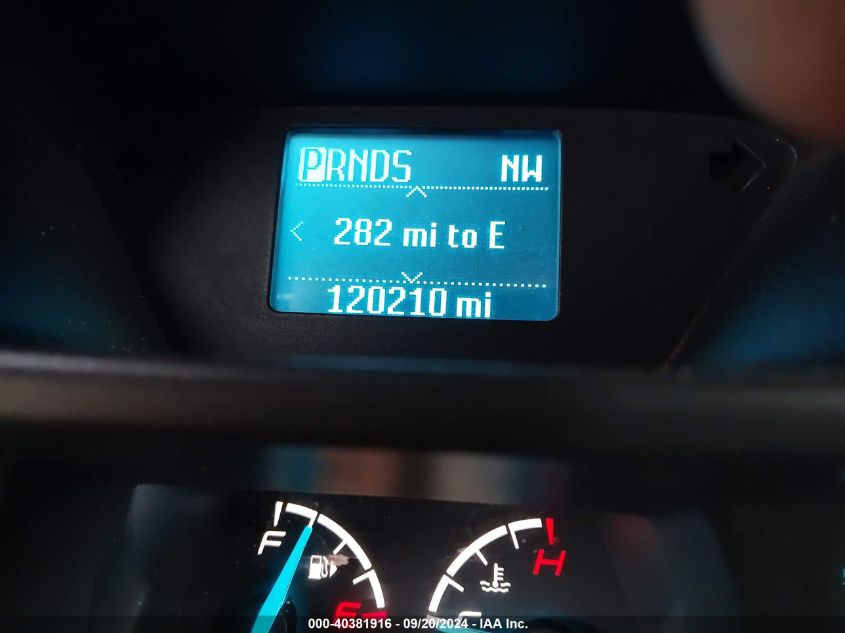 PRNDS NW
282 mi to E
120210 mi
F H
E C
000-40381916 - 09/20/2024 - IAA Inc.